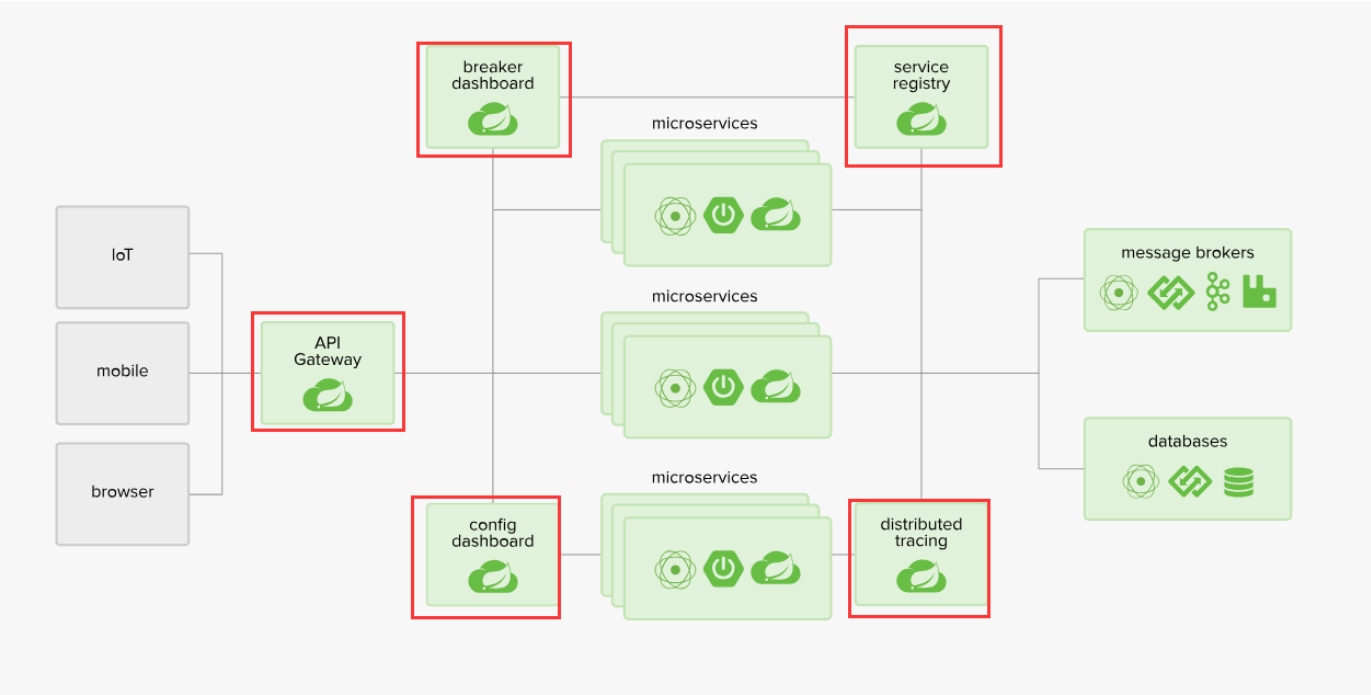 breaker
dashboard
service
registry
microservices
IoT
mobile
browser
API
Gateway
microservices
message brokers
databases
microservices
config
dashboard
distributed
tracing